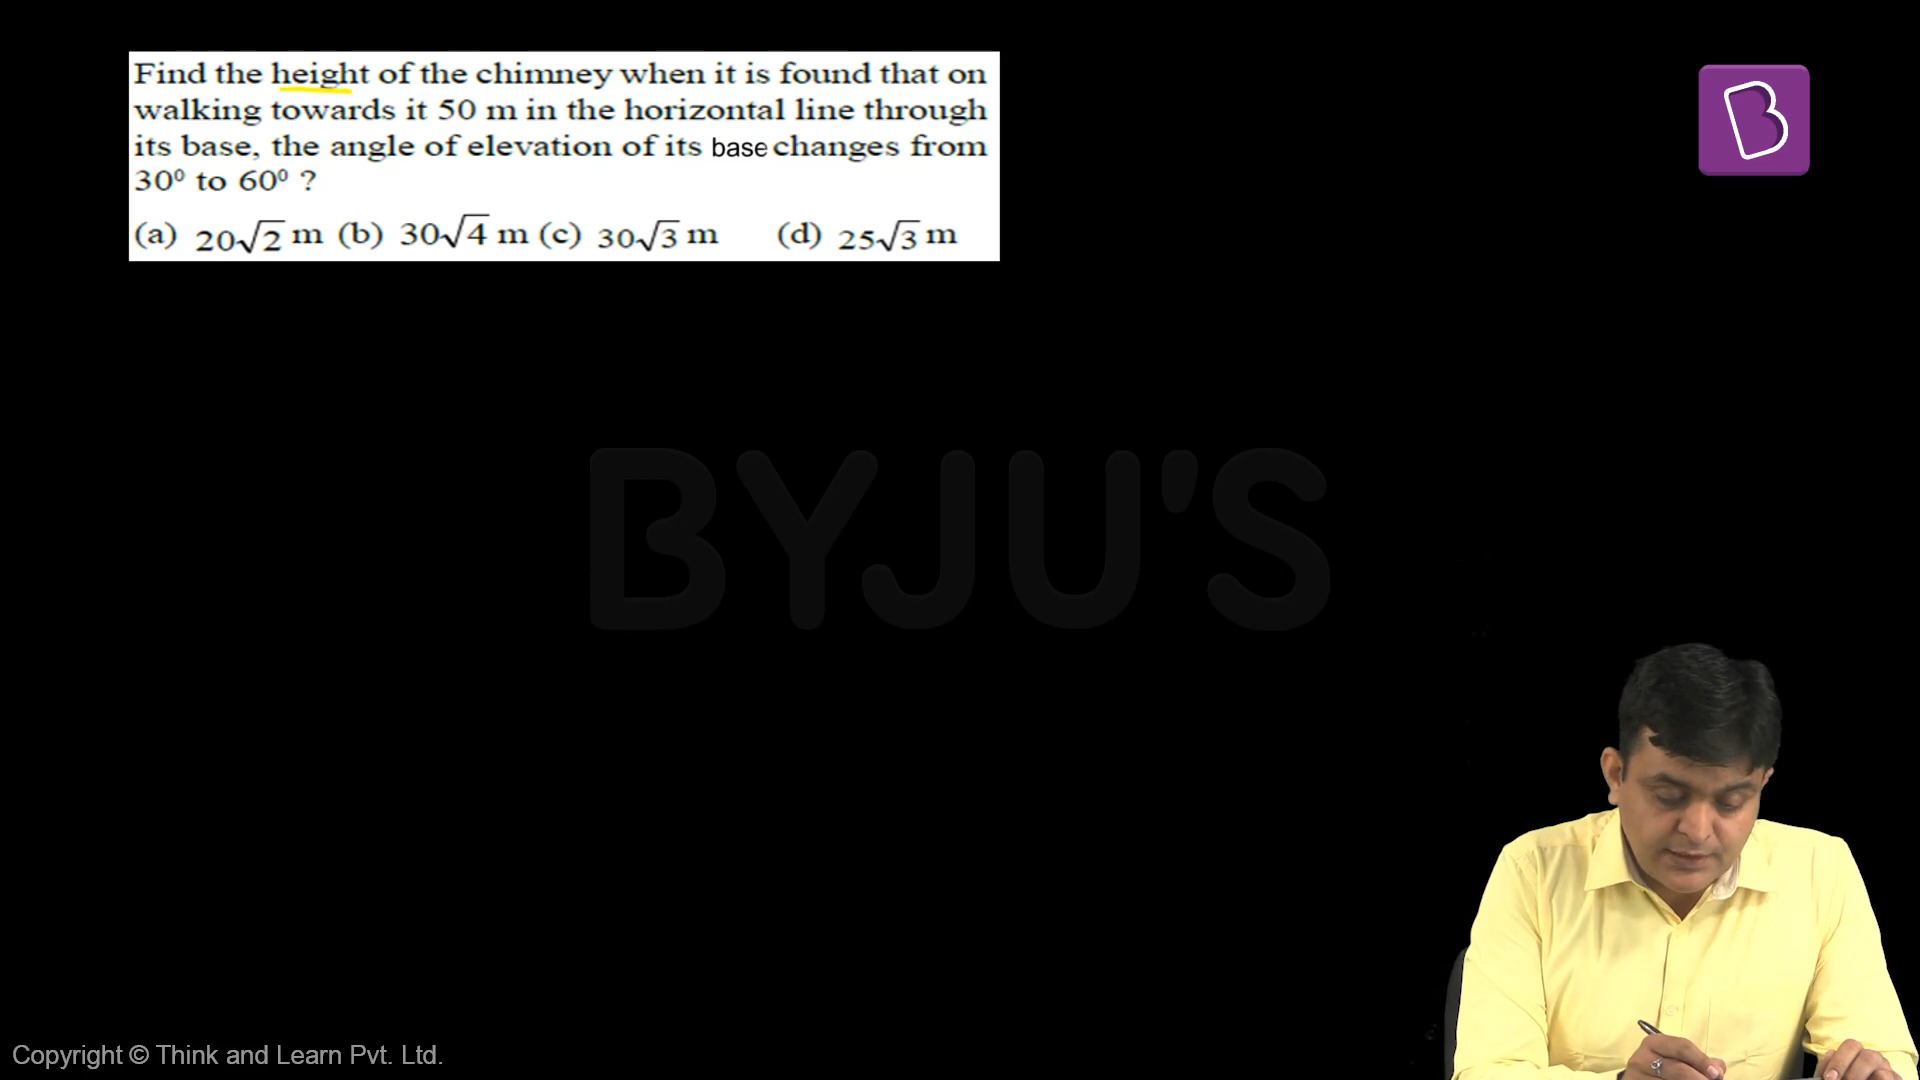 Find the height of the chimney when it is found that on
walking towards it 50 m in the horizontal line through
its base, the angle of elevation of its base changes from
30⁰ to 60⁰ ?
(a) 20√2 m (b) 30√4 m (c) 30√3 m (d) 25√3 m
BYJU'S
Copyright © Think and Learn Pvt. Ltd.